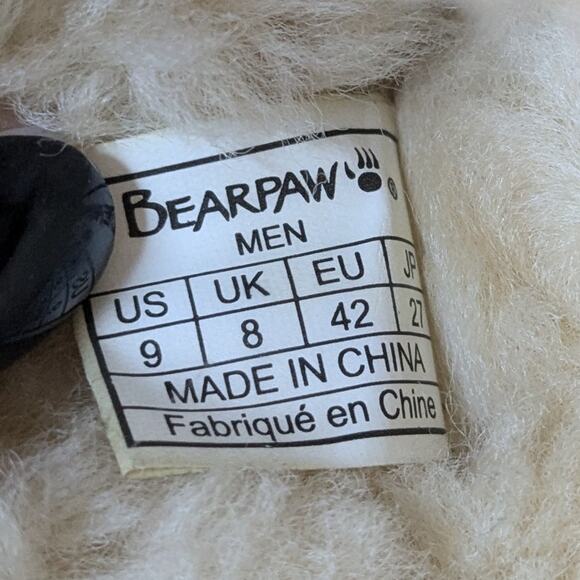 BEARPAW ®
MEN
US UK EU JP
9 8 42 27
MADE IN CHINA
Fabriqué en Chine